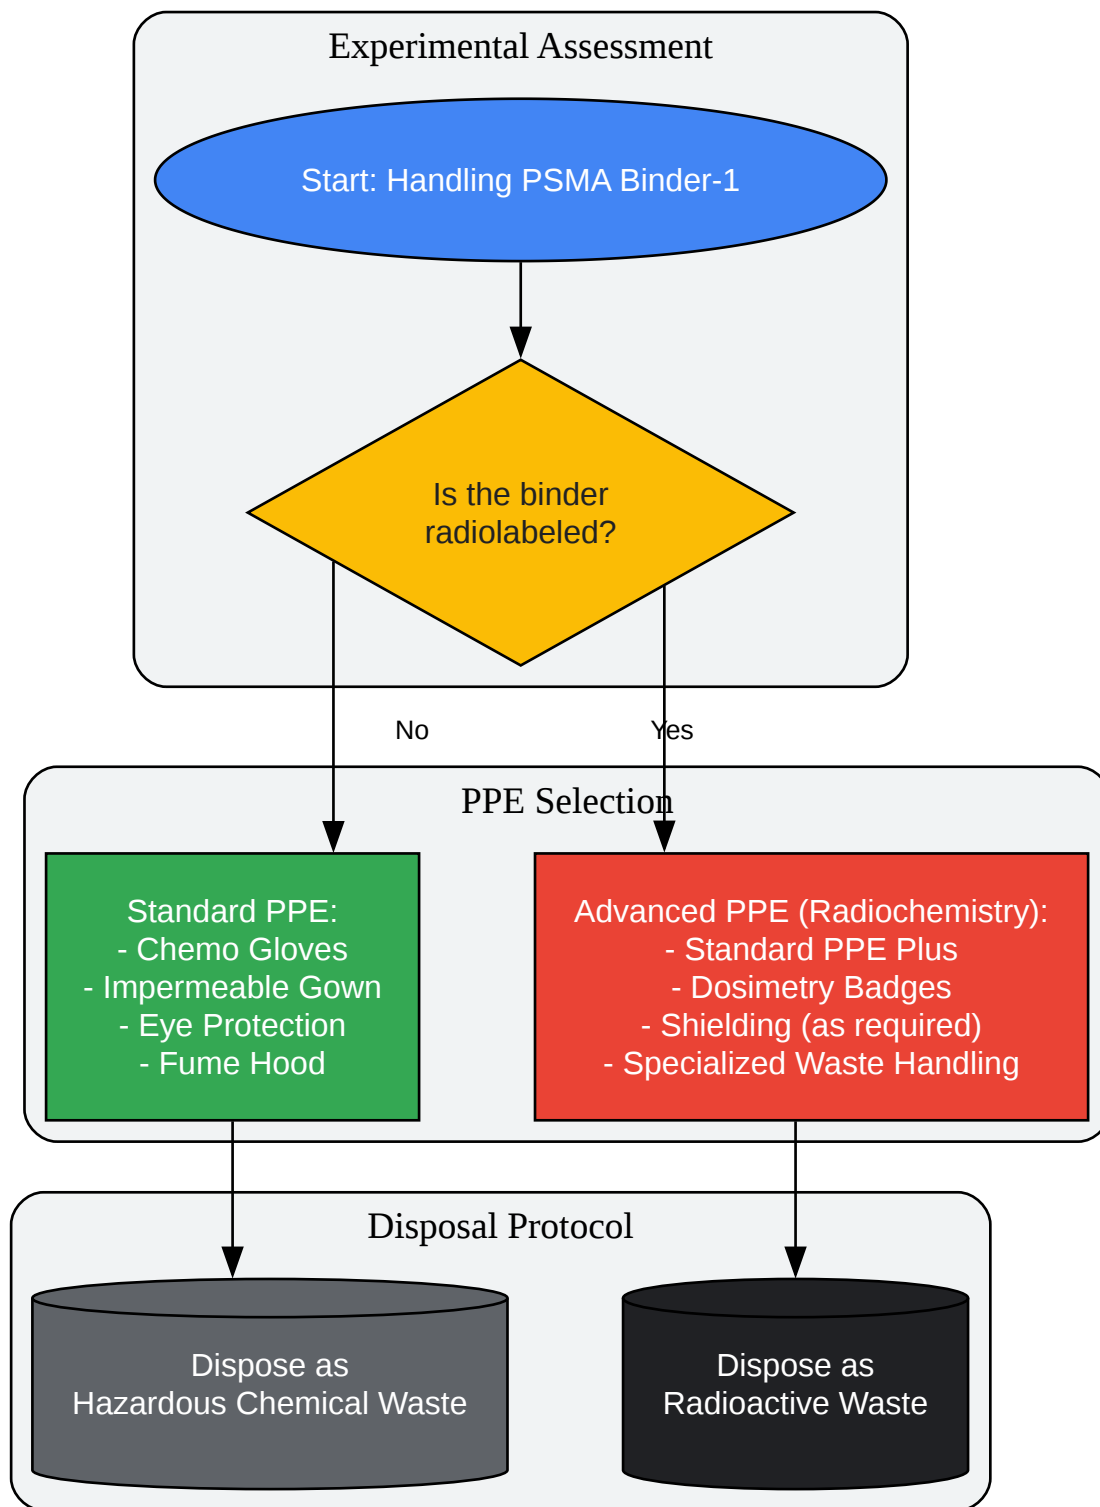 Experimental Assessment
Start: Handling PSMA Binder-1
Is the binder
radiolabeled?
No
Yes
PPE Selection
Standard PPE:
- Chemo Gloves
- Impermeable Gown
- Eye Protection
- Fume Hood
Advanced PPE (Radiochemistry):
- Standard PPE Plus
- Dosimetry Badges
- Shielding (as required)
- Specialized Waste Handling
Disposal Protocol
Dispose as
Hazardous Chemical Waste
Dispose as
Radioactive Waste